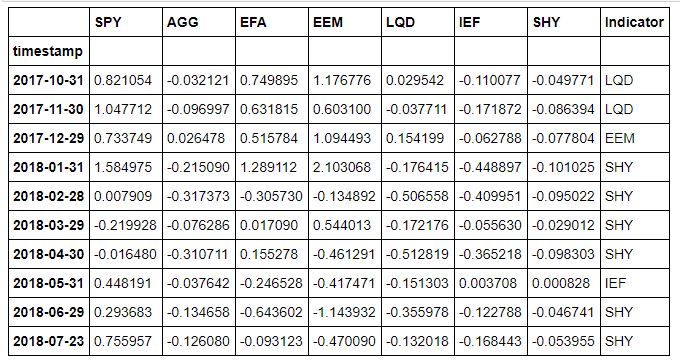 SPY AGG EFA EEM LQD IEF SHY Indicator
timestamp
2017-10-31 0.821054 -0.032121 0.749895 1.176776 0.029542 -0.110077 -0.049771 LQD
2017-11-30 1.047712 -0.096997 0.631815 0.603100 -0.037711 -0.171872 -0.086394 LQD
2017-12-29 0.733749 0.026478 0.515784 1.094493 0.154199 -0.062788 -0.077804 EEM
2018-01-31 1.584975 -0.215090 1.289112 2.103068 -0.176415 -0.448897 -0.101025 SHY
2018-02-28 0.007909 -0.317373 -0.305730 -0.134892 -0.506558 -0.409951 -0.095022 SHY
2018-03-29 -0.219928 -0.076286 0.017090 0.544013 -0.172176 -0.055630 -0.029012 SHY
2018-04-30 -0.016480 -0.310711 0.155278 -0.461291 -0.512819 -0.365218 -0.098303 SHY
2018-05-31 0.448191 -0.037642 -0.246528 -0.417471 -0.151303 0.003708 0.000828 IEF
2018-06-29 0.293683 -0.134658 -0.643602 -1.143932 -0.355978 -0.122788 -0.046741 SHY
2018-07-23 0.755957 -0.126080 -0.093123 -0.470090 -0.132018 -0.168443 -0.053955 SHY